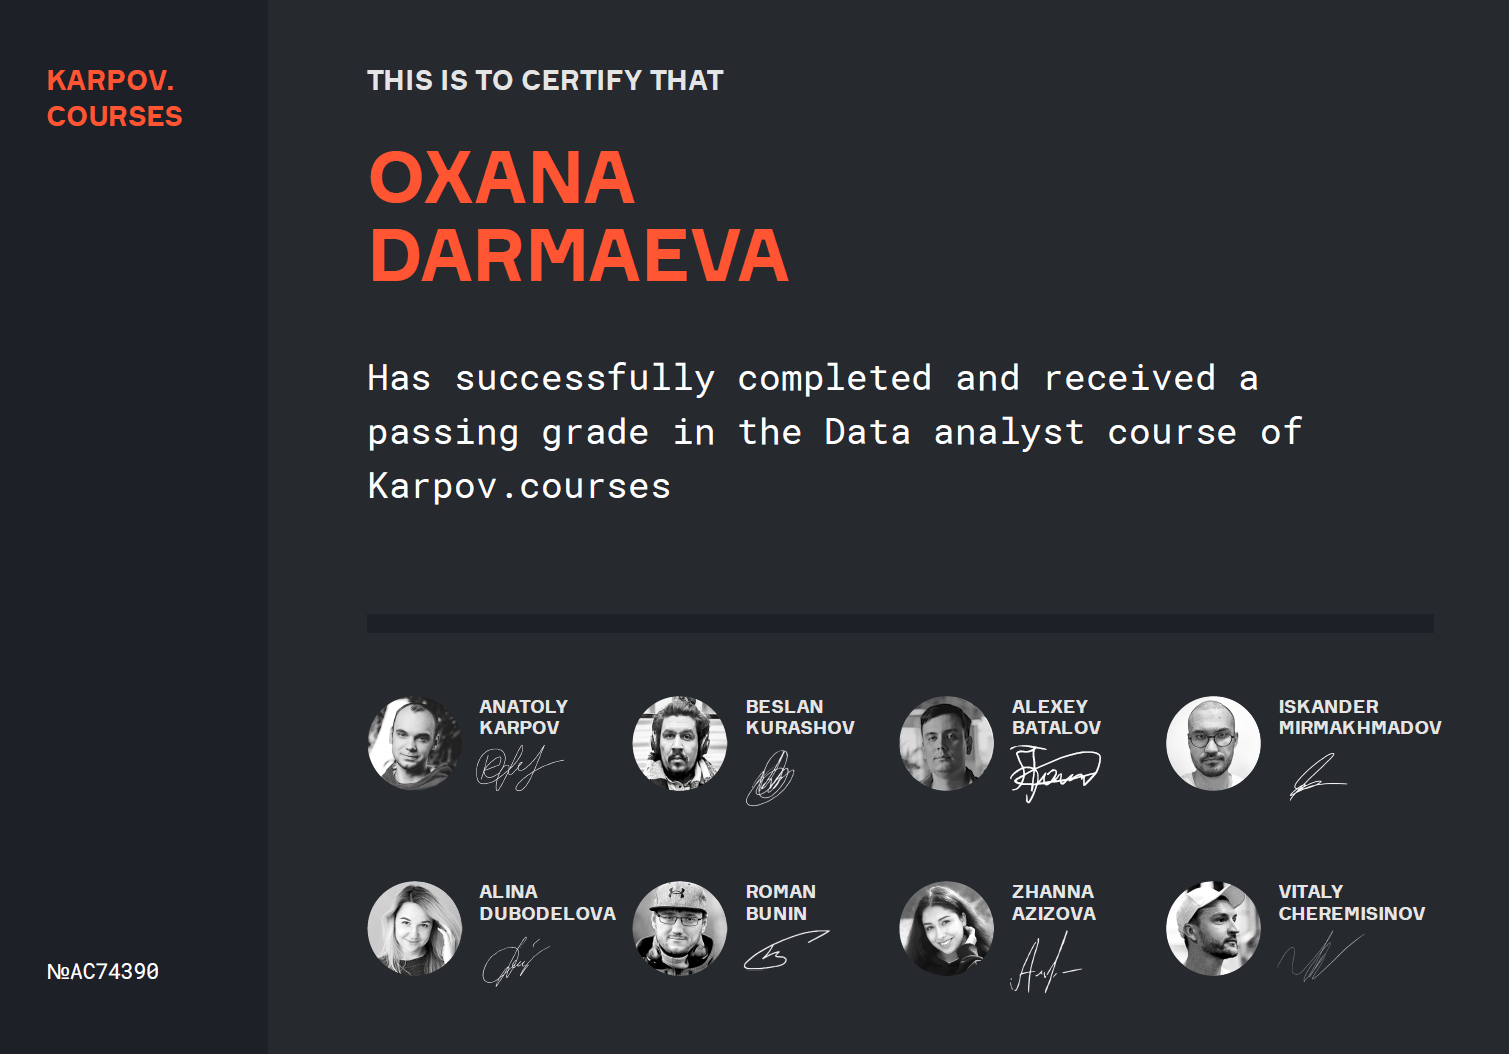 KARPOV.
COURSES
THIS IS TO CERTIFY THAT
OXANA
DARMAEVA
Has successfully completed and received a
passing grade in the Data analyst course of
Karpov.courses
ANATOLY
KARPOV
BESLAN
KURASHOV
ALEXEY
BATALOV
ISKANDER
MIRMAKHMADOV
ALINA
DUBODELOVA
ROMAN
BUNIN
ZHANNA
AZIZOVA
VITALY
CHEREMISINOV
№AC74390